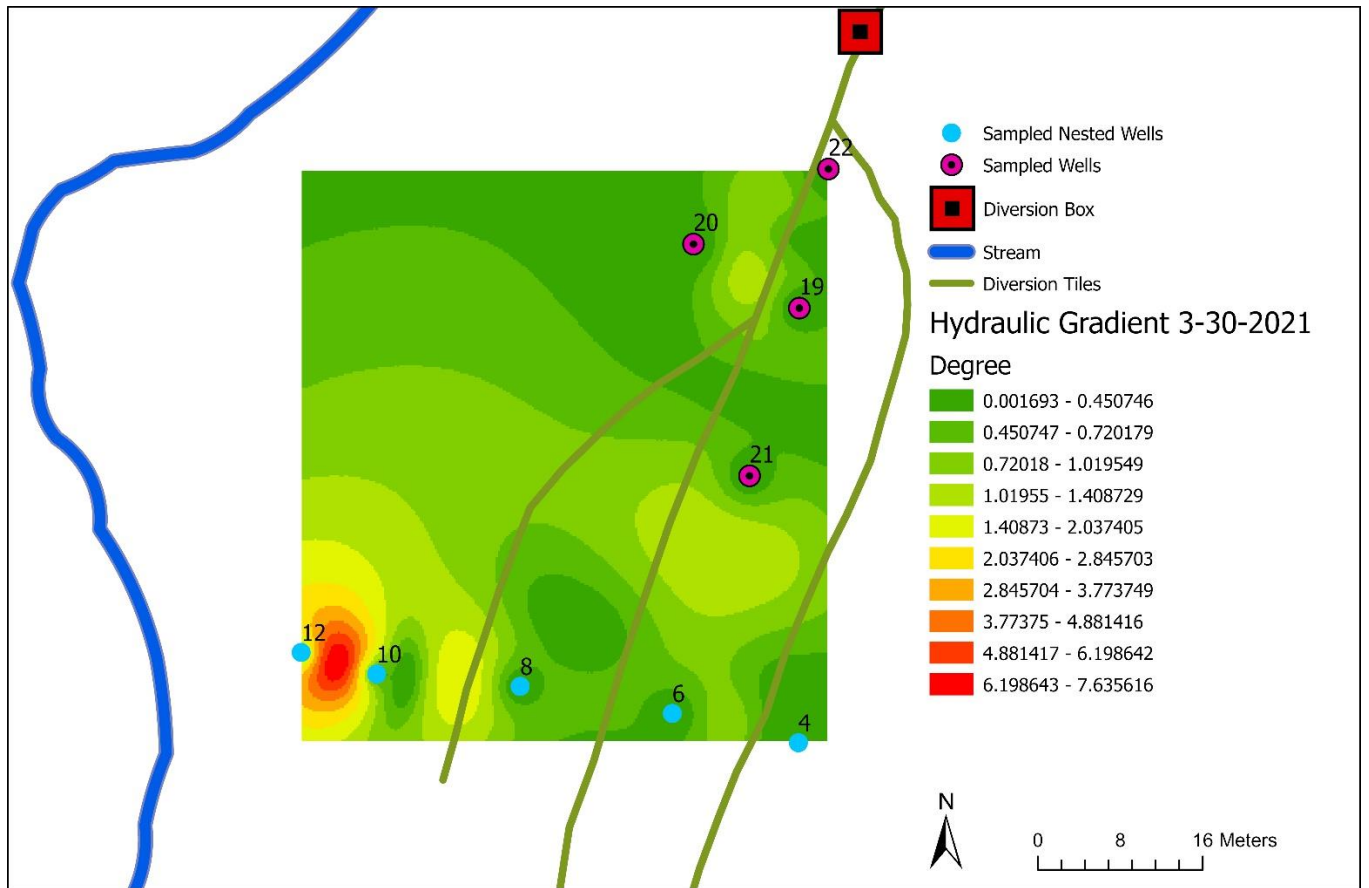 22
20
19
21
12
10
8
6
4
Sampled Nested Wells
Sampled Wells
Diversion Box
Stream
Diversion Tiles
Hydraulic Gradient 3-30-2021
Degree
0.001693 - 0.450746
0.450747 - 0.720179
0.72018 - 1.019549
1.01955 - 1.408729
1.40873 - 2.037405
2.037406 - 2.845703
2.845704 - 3.773749
3.77375 - 4.881416
4.881417 - 6.198642
6.198643 - 7.635616
N
0 8 16 Meters